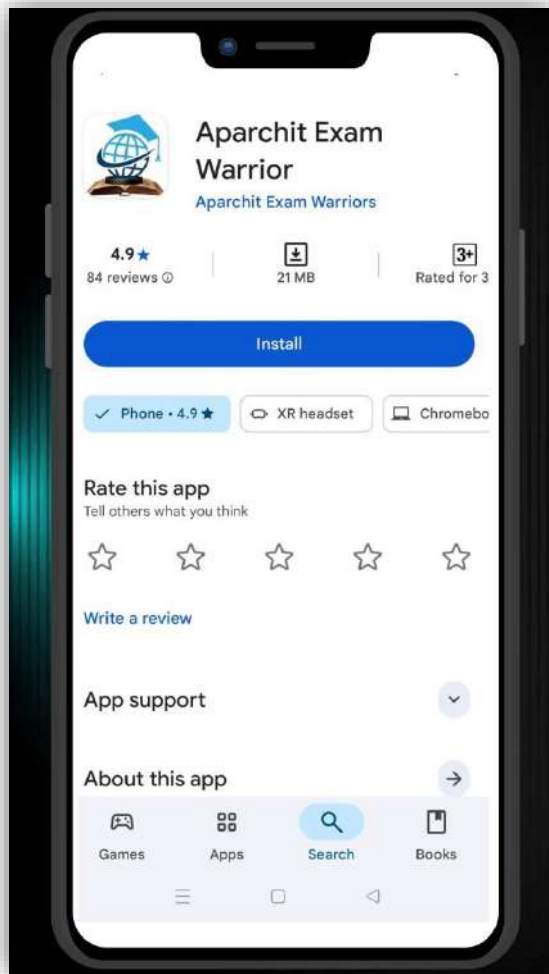 Aparchit Exam
Warrior
Aparchit Exam Warriors
4.9★
84 reviews
21 MB
3+
Rated for 3
Install
Phone • 4.9 ★
XR headset
Chromebo
Rate this app
Tell others what you think
Write a review
App support
About this app
Games
Apps
Search
Books